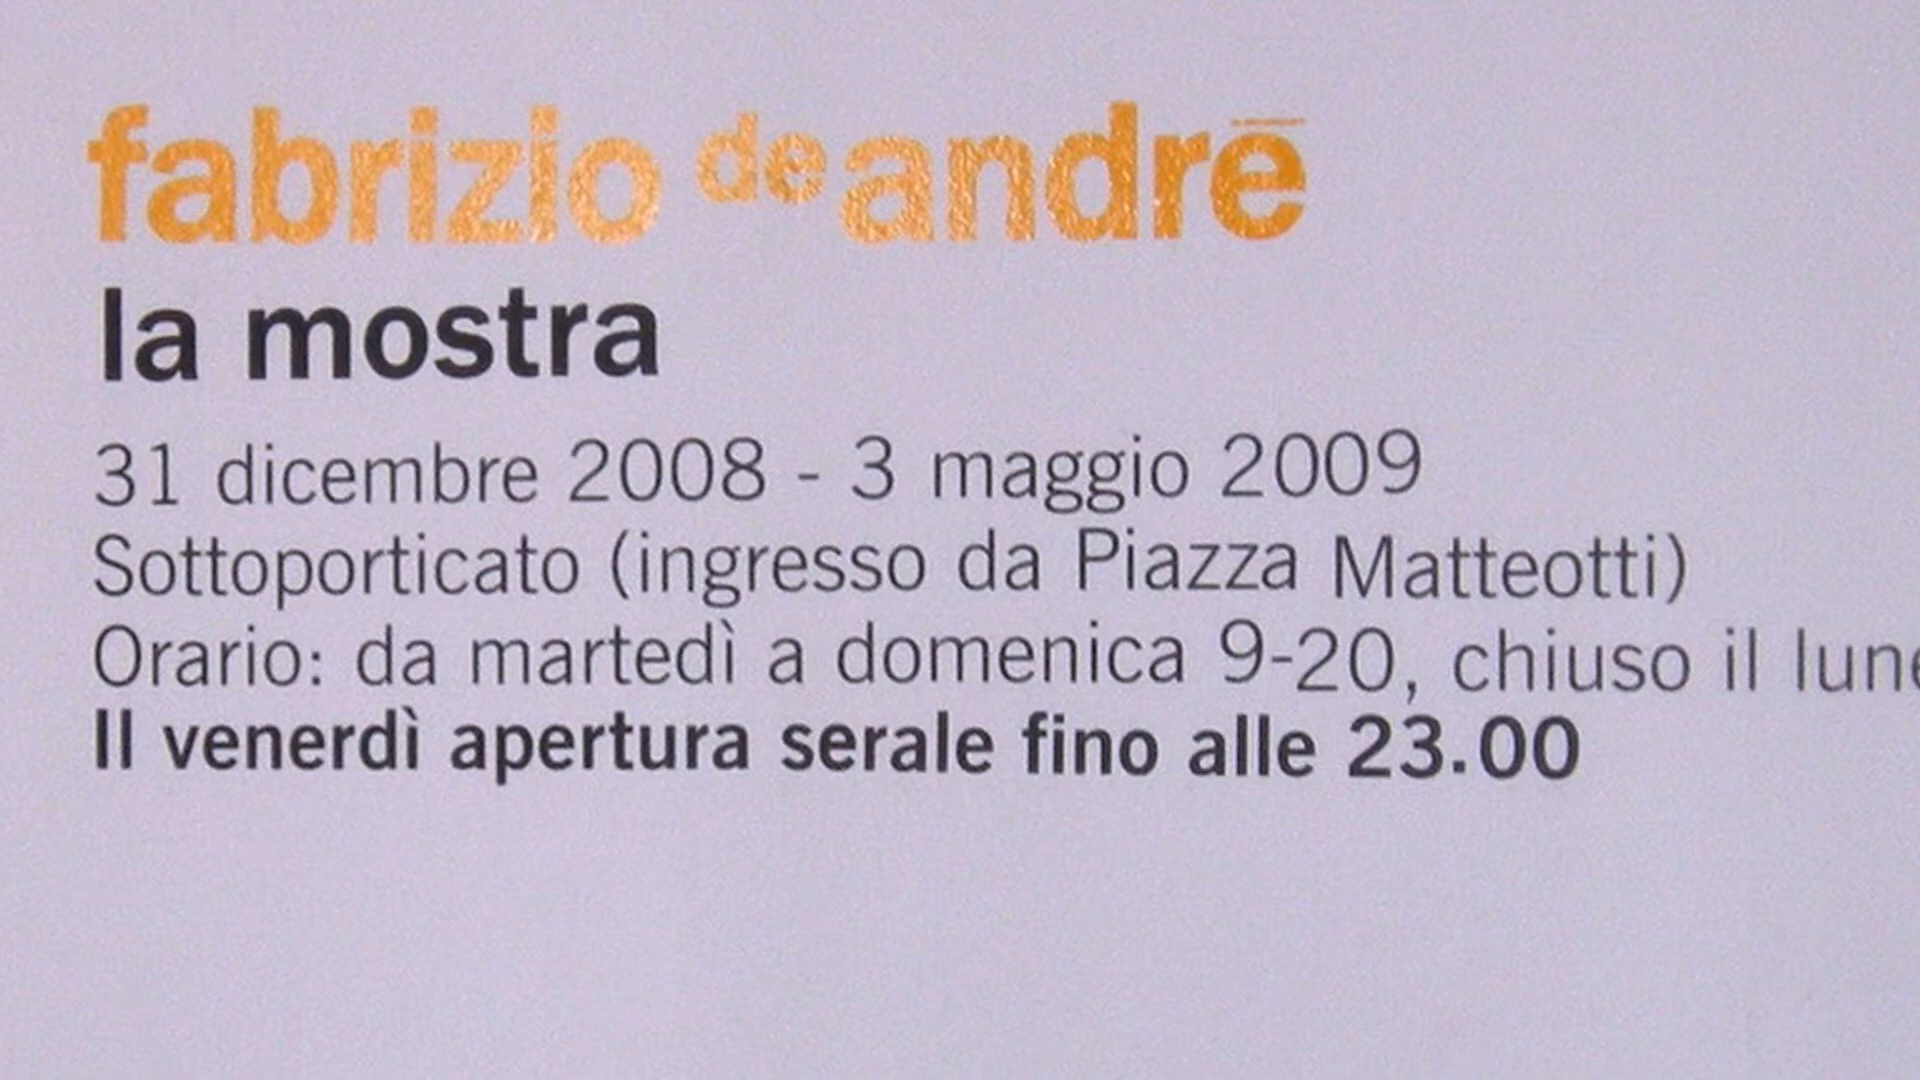 fabrizio de andrē
la mostra
31 dicembre 2008 - 3 maggio 2009
Sottoporticato (ingresso da Piazza Matteotti)
Orario: da martedì a domenica 9-20, chiuso il lune
Il venerdì apertura serale fino alle 23.00